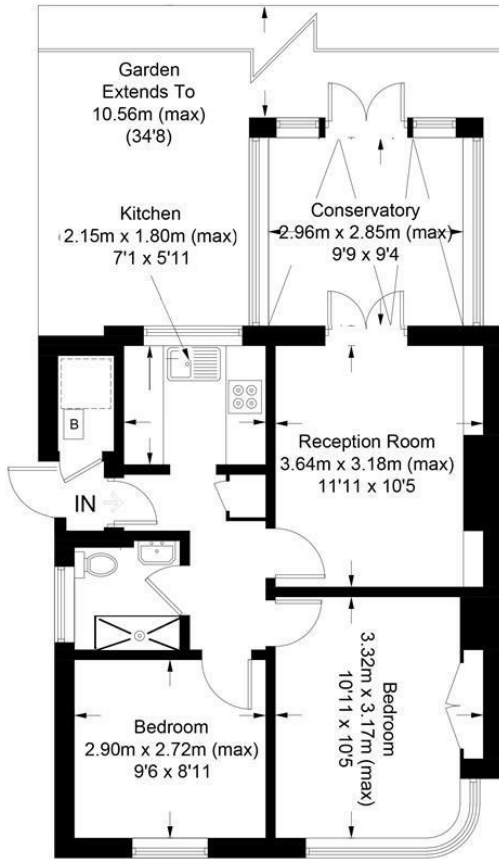 Garden
Extends To
10.56m (max)
(34'8)
Kitchen
2.15m x 1.80m (max)
7'1 x 5'11
Conservatory
2.96m x 2.85m (max)
9'9 x 9'4
B
IN
Reception Room
3.64m x 3.18m (max)
11'11 x 10'5
Bedroom
2.90m x 2.72m (max)
9'6 x 8'11
Bedroom
3.32m x 3.17m (max)
10'11 x 10'5